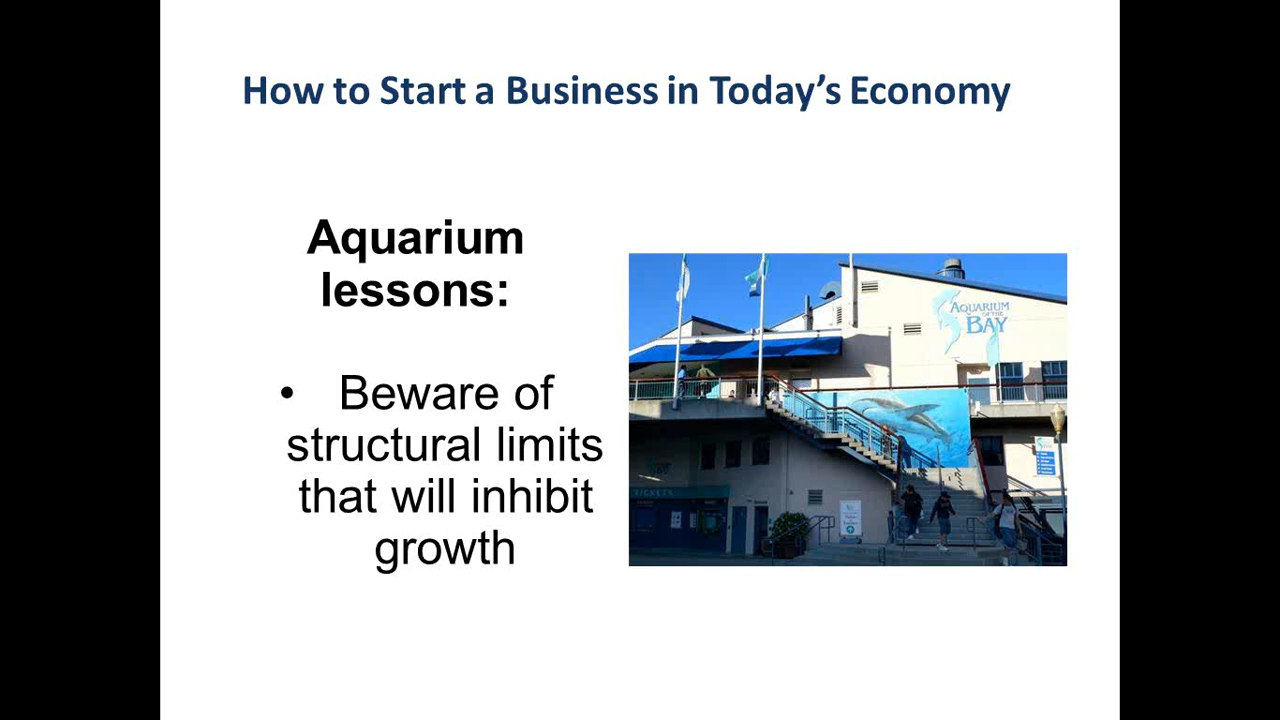 How to Start a Business in Today’s Economy
Aquarium
lessons:
• Beware of
structural limits
that will inhibit
growth
AQUARIUM
OF THE
BAY
TICKETS